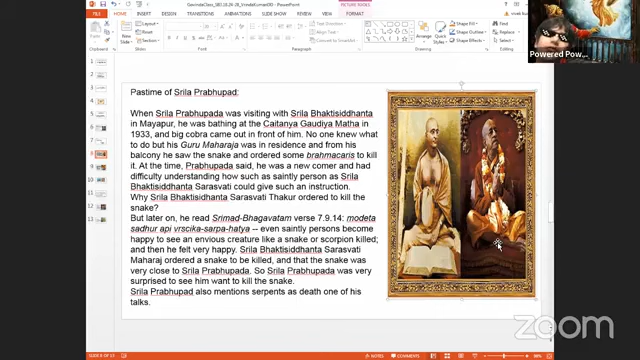 GovindaClass_SB3.26.24-28_VrindaKumariDD - PowerPoint
PICTURE TOOLS
FILE HOME INSERT DESIGN TRANSITIONS ANIMATIONS SLIDE SHOW REVIEW VIEW FORMAT
Powered Pow...
Pastime of Srila Prabhupad:
When Srila Prabhupada was visiting with Srila Bhaktisiddhanta
in Mayapur, he was bathing at the Caitanya Gaudiya Matha in
1933, and big cobra came out in front of him. No one knew what
to do but his Guru Maharaja was in residence and from his
balcony he saw the snake and ordered some brahmacaris to kill
it. At the time, Prabhupada said, he was a new comer and had
difficulty understanding how such as saintly person as Srila
Bhaktisiddhanta Sarasvati could give such an instruction.
Why Srila Bhaktisidhanta Sarasvati Thakur ordered to kill the
snake?
But later on, he read Srimad-Bhagavatam verse 7.9.14: modeta
sadhur api vrscika-sarpa-hatya -- even saintly persons become
happy to see an envious creature like a snake or scorpion killed;
and then he felt very happy. Srila Bhaktisiddhanta Sarasvati
Maharaj ordered a snake to be killed, and that the snake was
very close to Srila Prabhupada. So Srila Prabhupada was very
surprised to see him want to kill the snake.
Srila Prabhupad also mentions serpents as death one of his
talks.
zoom
NOTES COMMENTS